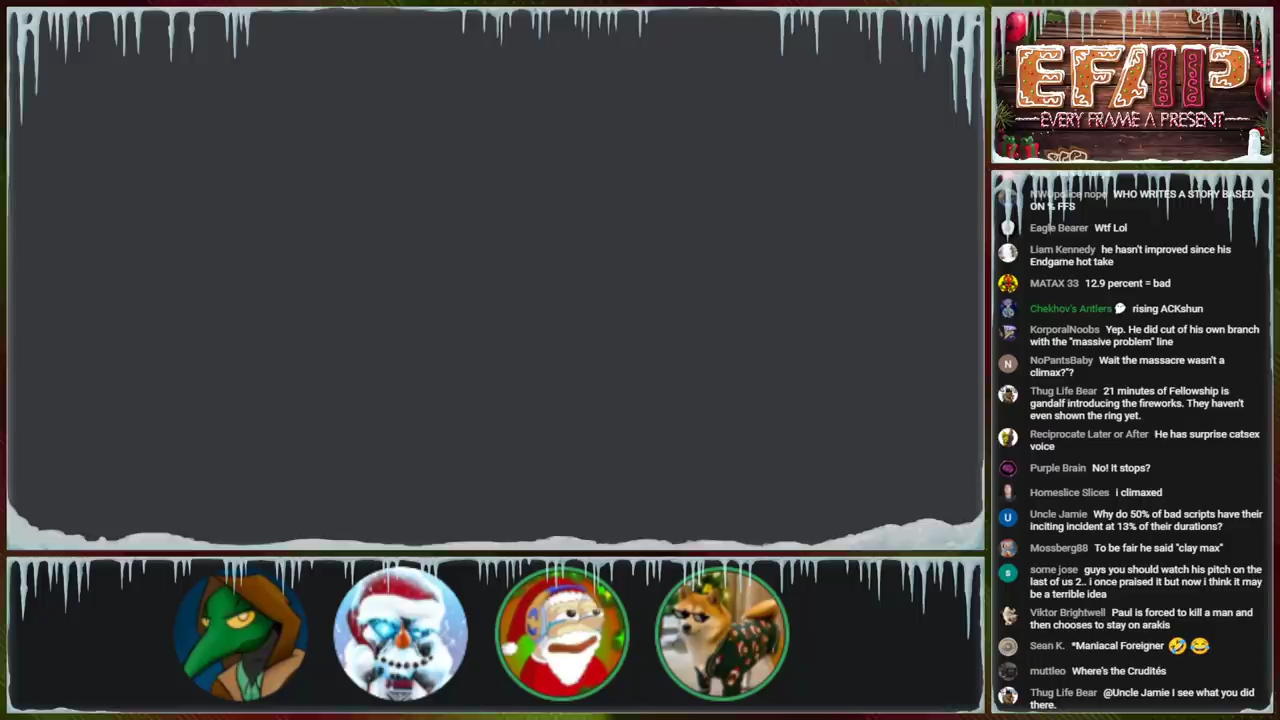 EFAP
EVERY FRAME A PRESENT
NWOpolice nope WHO WRITES A STORY BASED
ON % FFS
Eagle Bearer Wtf Lol
Liam Kennedy he hasn't improved since his
Endgame hot take
MATAX 33 12.9 percent = bad
Chekhov's Antlers rising ACKshun
KorporalNoobs Yep. He did cut of his own branch
with the "massive problem" line
N NoPantsBaby Wait the massacre wasn't a
climax?"?
Thug Life Bear 21 minutes of Fellowship is
gandalf introducing the fireworks. They haven't
even shown the ring yet.
Reciprocate Later or After He has surprise catsex
voice
Purple Brain No! It stops?
Homeslice Slices i climaxed
U Uncle Jamie Why do 50% of bad scripts have their
inciting incident at 13% of their durations?
Mossberg88 To be fair he said "clay max"
s some jose guys you should watch his pitch on the
last of us 2.. i once praised it but now i think it may
be a terrible idea
Viktor Brightwell Paul is forced to kill a man and
then chooses to stay on arakis
Sean K. *Maniacal Foreigner 🤣 😂
muttleo Where's the Crudités
Thug Life Bear @Uncle Jamie I see what you did
there.